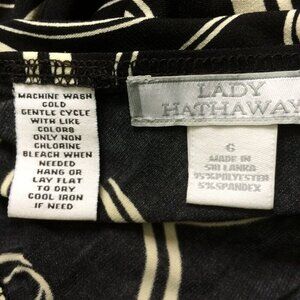 MACHINE WASH
COLD
GENTLE CYCLE
WITH LIKE
COLORS
ONLY NON
CHLORINE
BLEACH WHEN
NEEDED
HANG OR
LAY FLAT
TO DRY
COOL IRON
IF NEED
LADY
HATHAWAY
6
MADE IN
SRI LANKA
95%POLYESTER
5%SPANDEX